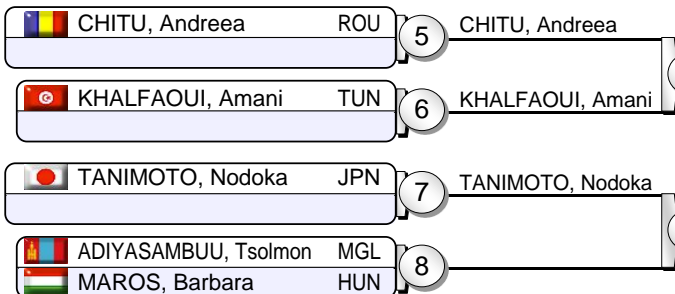 CHITU, Andreea ROU 5 CHITU, Andreea
KHALFAOUI, Amani TUN 6 KHALFAOUI, Amani
TANIMOTO, Nodoka JPN 7 TANIMOTO, Nodoka
ADIYASAMBUU, Tsolmon MGL 8
MAROS, Barbara HUN